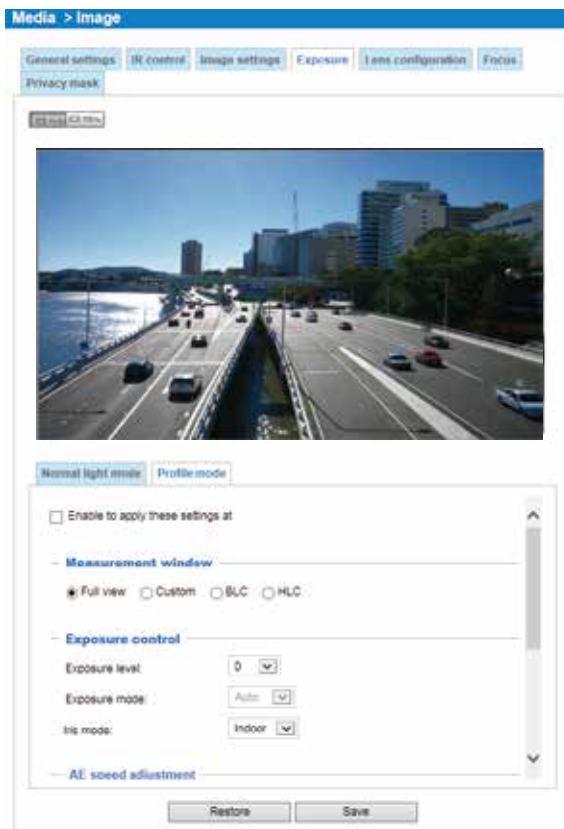 Media > Image
General settings IR control Image settings Exposure Lens configuration Focus
Privacy mask
Normal light mode Profile mode
Enable to apply these settings at
Measurement window
Full view Custom BLC HLC
Exposure control
Exposure level: 0
Exposure mode: Auto
Iris mode: Indoor
AE speed adjustment
Restore Save